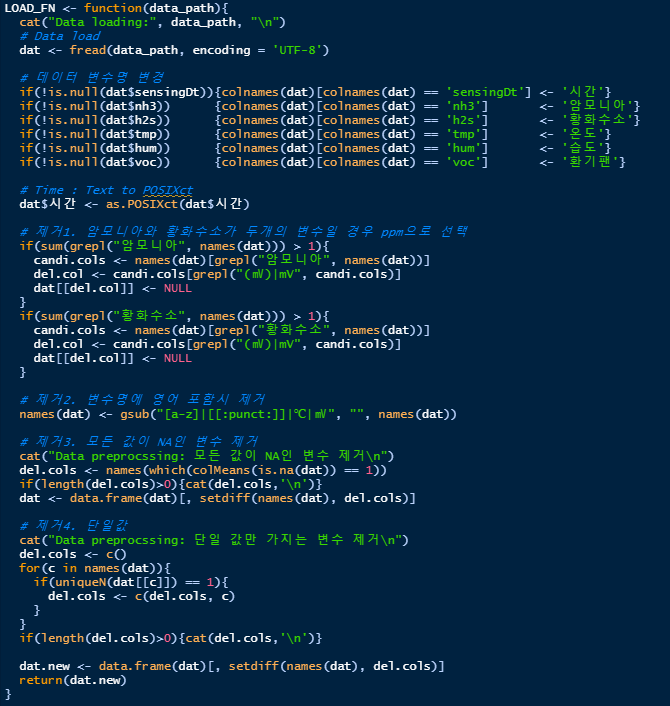 LOAD_FN <- function(data_path){
  cat("Data loading:", data_path, "\n")
  # Data load
  dat <- fread(data_path, encoding = 'UTF-8')

  # 데이터 변수명 변경
  if(!is.null(dat$sensingDt)){colnames(dat)[colnames(dat) == 'sensingDt'] <- '시간'}
  if(!is.null(dat$nh3))      {colnames(dat)[colnames(dat) == 'nh3']       <- '암모니아'}
  if(!is.null(dat$h2s))      {colnames(dat)[colnames(dat) == 'h2s']       <- '황화수소'}
  if(!is.null(dat$tmp))      {colnames(dat)[colnames(dat) == 'tmp']       <- '온도'}
  if(!is.null(dat$hum))      {colnames(dat)[colnames(dat) == 'hum']       <- '습도'}
  if(!is.null(dat$voc))      {colnames(dat)[colnames(dat) == 'voc']       <- '환기팬'}

  # Time : Text to POSIXct
  dat$시간 <- as.POSIXct(dat$시간)

  # 제거1. 암모니아와 황화수소가 두개의 변수일 경우 ppm으로 선택
  if(sum(grepl("암모니아", names(dat))) > 1){
    candi.cols <- names(dat)[grepl("암모니아", names(dat))]
    del.col <- candi.cols[grepl("(㎷)|mV", candi.cols)]
    dat[[del.col]] <- NULL
  }
  if(sum(grepl("황화수소", names(dat))) > 1){
    candi.cols <- names(dat)[grepl("황화수소", names(dat))]
    del.col <- candi.cols[grepl("(㎷)|mV", candi.cols)]
    dat[[del.col]] <- NULL
  }

  # 제거2. 변수명에 영어 포함시 제거
  names(dat) <- gsub("[a-z]|[[:punct:]]|℃|㎷", "", names(dat))

  # 제거3. 모든 값이 NA인 변수 제거
  cat("Data preprocssing: 모든 값이 NA인 변수 제거\n")
  del.cols <- names(which(colMeans(is.na(dat)) == 1))
  if(length(del.cols)>0){cat(del.cols,'\n')}
  dat <- data.frame(dat)[, setdiff(names(dat), del.cols)]

  # 제거4. 단일값
  cat("Data preprocssing: 단일 값만 가지는 변수 제거\n")
  del.cols <- c()
  for(c in names(dat)){
    if(uniqueN(dat[[c]]) == 1){
      del.cols <- c(del.cols, c)
    }
  }
  if(length(del.cols)>0){cat(del.cols,'\n')}

  dat.new <- data.frame(dat)[, setdiff(names(dat), del.cols)]
  return(dat.new)
}